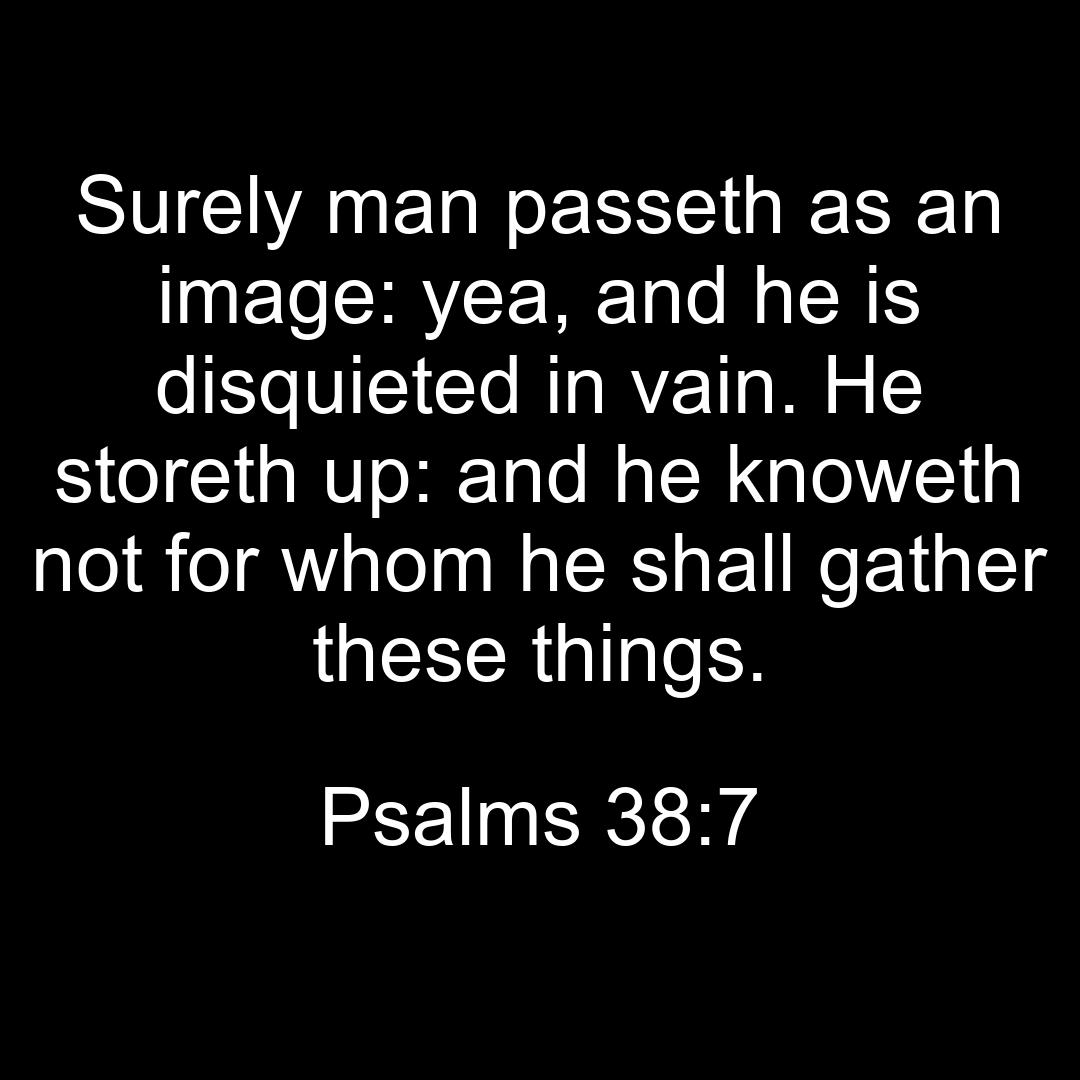 Surely man passeth as an
image: yea, and he is
disquieted in vain. He
storeth up: and he knoweth
not for whom he shall gather
these things.
Psalms 38:7